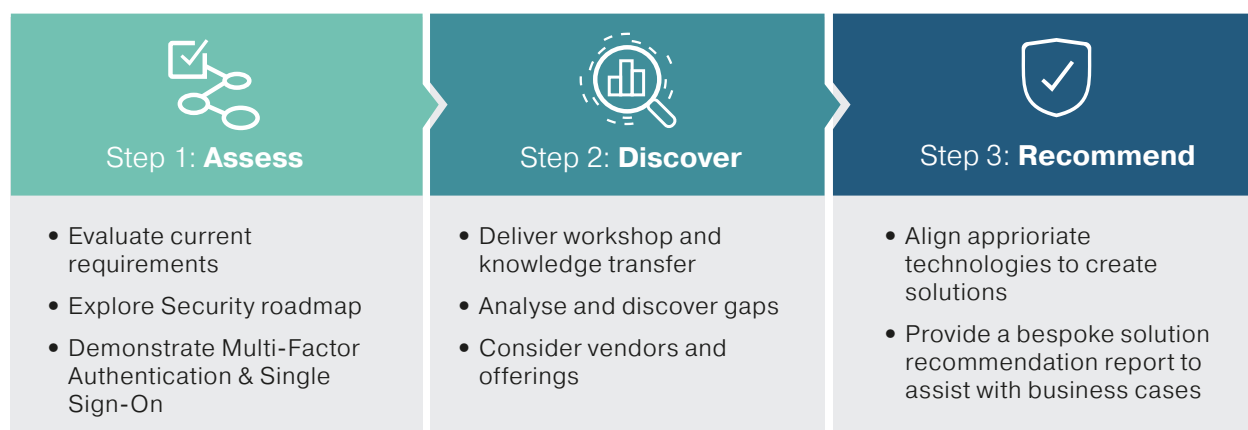 Step 1: Assess
• Evaluate current
requirements
• Explore Security roadmap
• Demonstrate Multi-Factor
Authentication & Single
Sign-On
Step 2: Discover
• Deliver workshop and
knowledge transfer
• Analyse and discover gaps
• Consider vendors and
offerings
Step 3: Recommend
• Align apprioriate
technologies to create
solutions
• Provide a bespoke solution
recommendation report to
assist with business cases